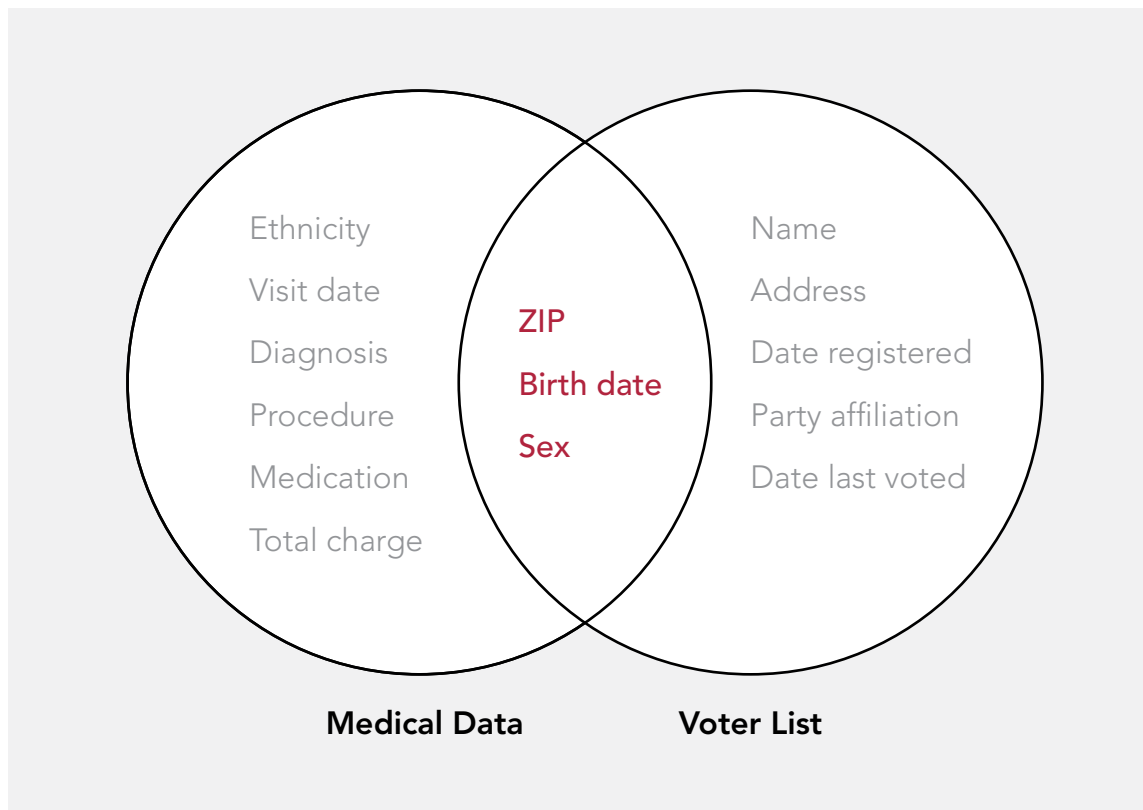 Ethnicity
Visit date
Diagnosis
Procedure
Medication
Total charge
ZIP
Birth date
Sex
Name
Address
Date registered
Party affiliation
Date last voted
Medical Data
Voter List